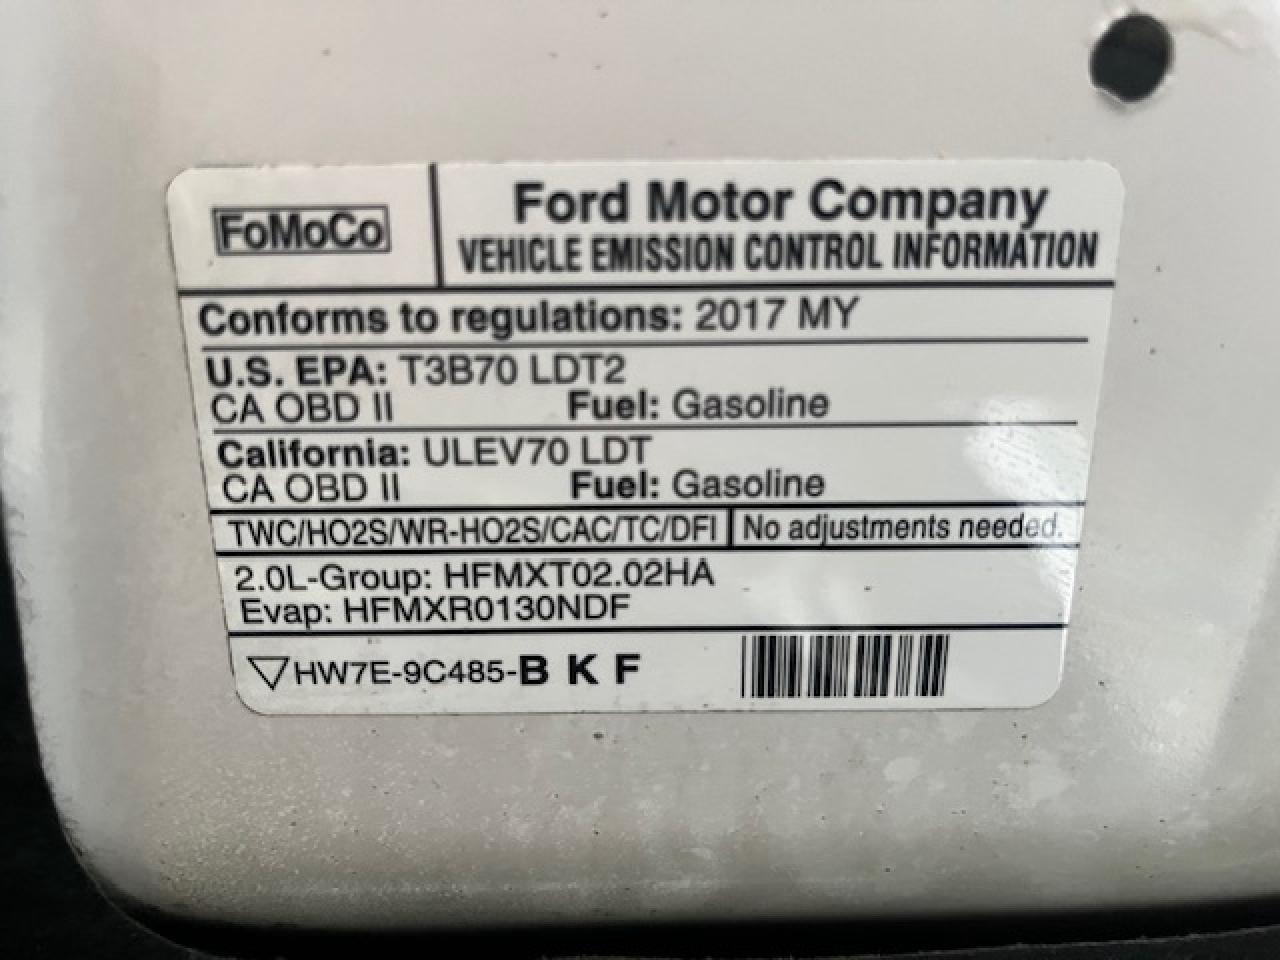 FoMoCo
Ford Motor Company
VEHICLE EMISSION CONTROL INFORMATION
Conforms to regulations: 2017 MY
U.S. EPA: T3B70 LDT2
CA OBD II Fuel: Gasoline
California: ULEV70 LDT
CA OBD II Fuel: Gasoline
TWC/HO2S/WR-HO2S/CAC/TC/DFI No adjustments needed.
2.0L-Group: HFMXT02.02HA
Evap: HFMXR0130NDF
HW7E-9C485-B K F